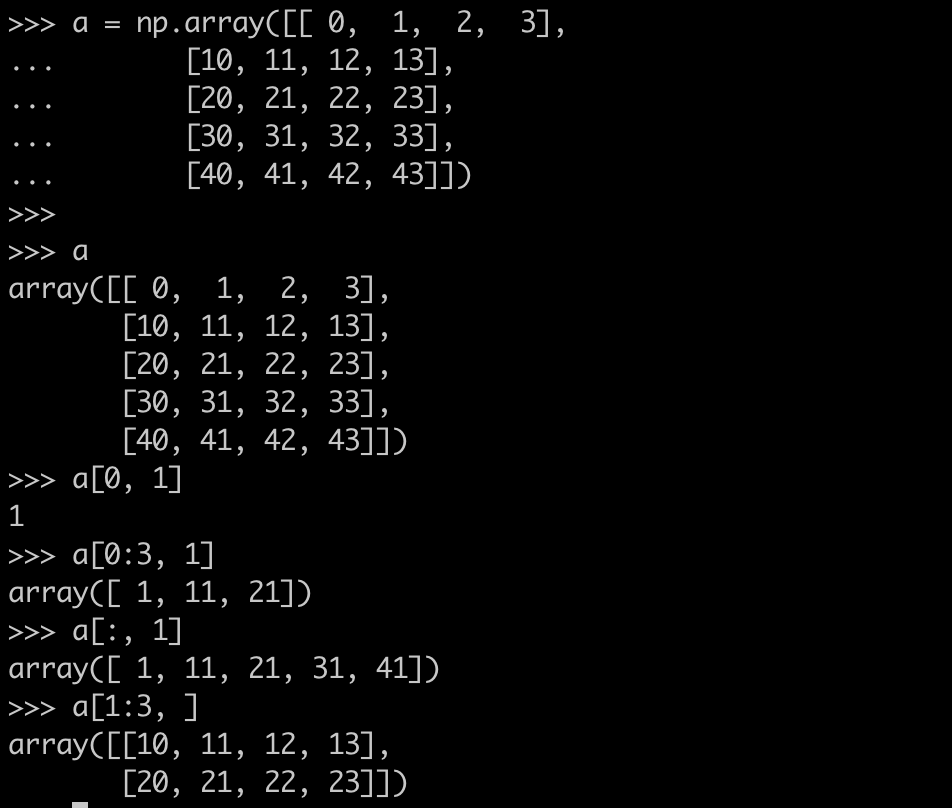 >>> a = np.array([[ 0,  1,  2,  3],
...        [10, 11, 12, 13],
...        [20, 21, 22, 23],
...        [30, 31, 32, 33],
...        [40, 41, 42, 43]])
>>>
>>> a
array([[ 0,  1,  2,  3],
       [10, 11, 12, 13],
       [20, 21, 22, 23],
       [30, 31, 32, 33],
       [40, 41, 42, 43]])
>>> a[0, 1]
1
>>> a[0:3, 1]
array([ 1, 11, 21])
>>> a[:, 1]
array([ 1, 11, 21, 31, 41])
>>> a[1:3, ]
array([[10, 11, 12, 13],
       [20, 21, 22, 23]])